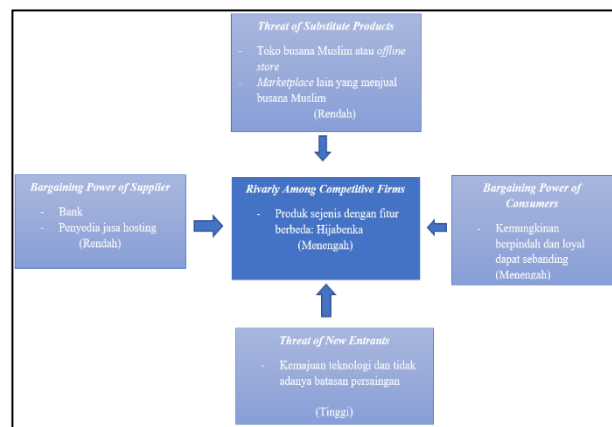 Threat of Substitute Products
- Toko busana Muslim atau offline
store
- Marketplace lain yang menjual
busana Muslim
(Rendah)
Bargaining Power of Supplier
- Bank
- Penyedia jasa hosting
(Rendah)
Rivarly Among Competitive Firms
- Produk sejenis dengan fitur
berbeda: Hijabenka
(Menengah)
Bargaining Power of
Consumers
- Kemungkinan
berpindah dan loyal
dapat sebanding
(Menengah)
Threat of New Entrants
- Kemajuan teknologi dan tidak
adanya batasan persaingan
(Tinggi)